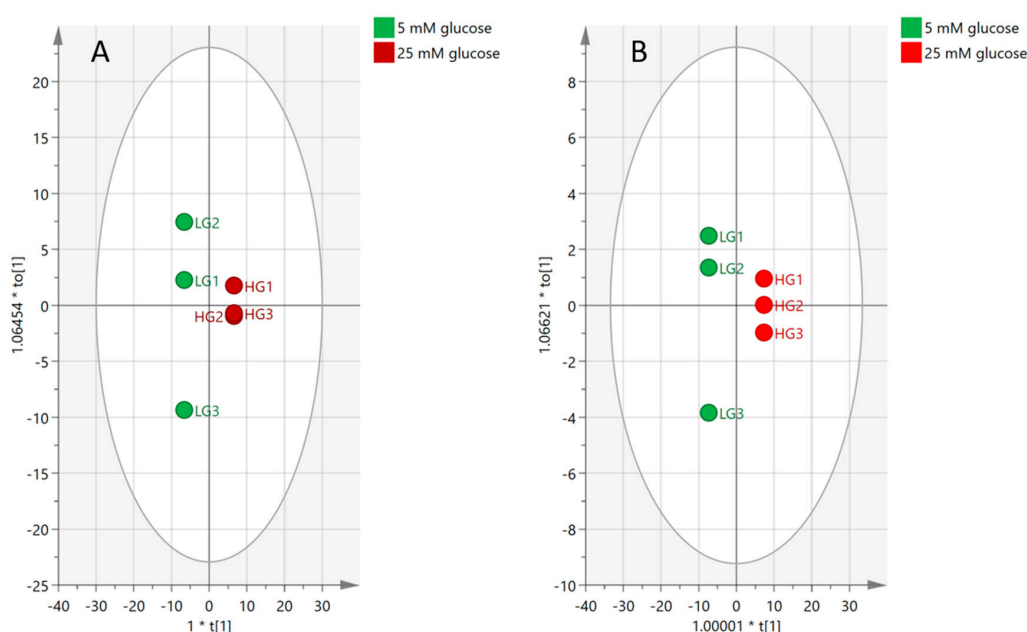 A
5 mM glucose
25 mM glucose
20
15
10
5
0
-5
-10
-15
-20
-25
LG2
LG1
HG1
HG2
HG3
LG3
1.06454 * to[1]
-40
-30
-20
-10
0
10
20
30
1 * t[1]
B
5 mM glucose
25 mM glucose
8
6
4
2
0
-2
-4
-6
-8
-10
LG1
LG2
HG1
HG2
HG3
LG3
1.06621 * to[1]
-40
-30
-20
-10
0
10
20
30
1.00001 * t[1]